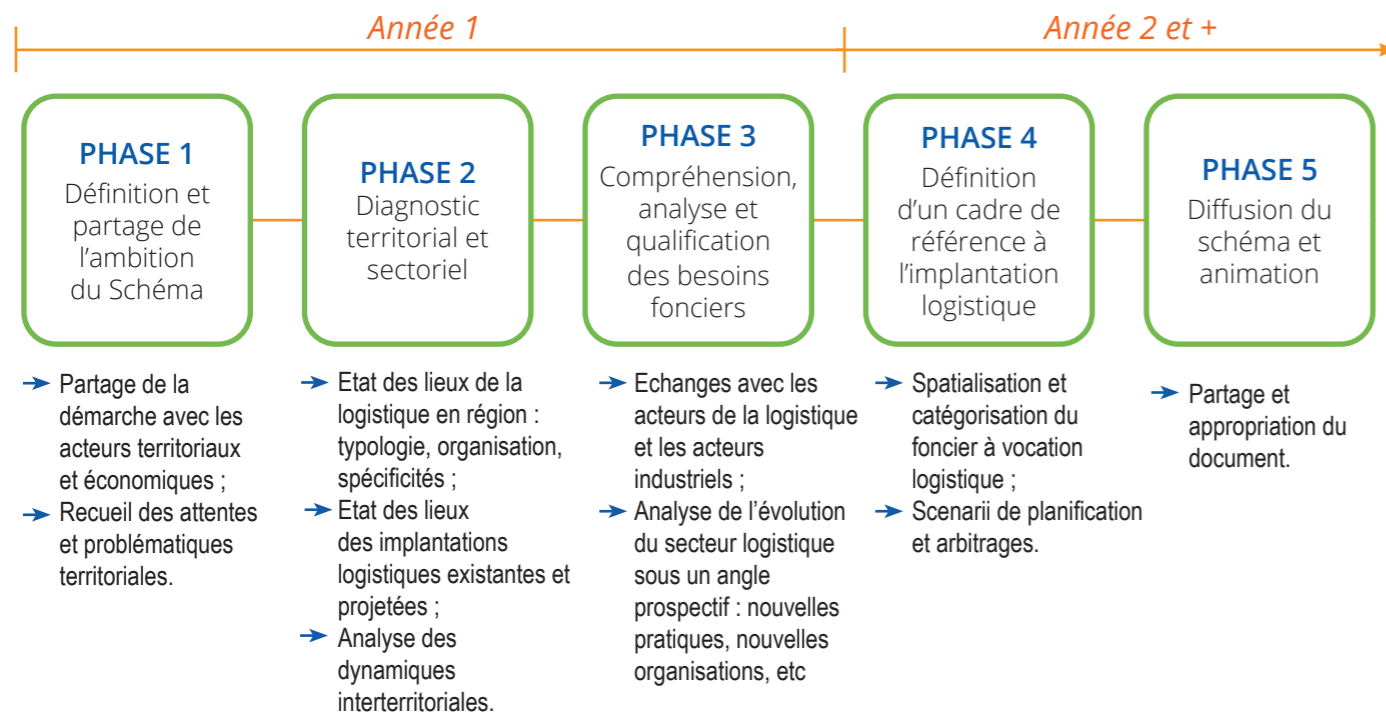 Année 1
Année 2 et +
PHASE 1
Définition et
partage de
l’ambition
du Schéma
PHASE 2
Diagnostic
territorial et
sectoriel
PHASE 3
Compréhension,
analyse et
qualification
des besoins
fonciers
PHASE 4
Définition
d’un cadre de
référence à
l’implantation
logistique
PHASE 5
Diffusion du
schéma et
animation
Partage de la
démarche avec les
acteurs territoriaux
et économiques ;
Recueil des attentes
et problématiques
territoriales.
Etat des lieux de la
logistique en région :
typologie, organisation,
spécificités ;
Etat des lieux
des implantations
logistiques existantes et
projetées ;
Analyse des
dynamiques
interterritoriales.
Echanges avec les
acteurs de la logistique
et les acteurs
industriels ;
Analyse de l’évolution
du secteur logistique
sous un angle
prospectif : nouvelles
pratiques, nouvelles
organisations, etc
Spatialisation et
catégorisation du
foncier à vocation
logistique ;
Scenarii de planification
et arbitrages.
Partage et
appropriation du
document.